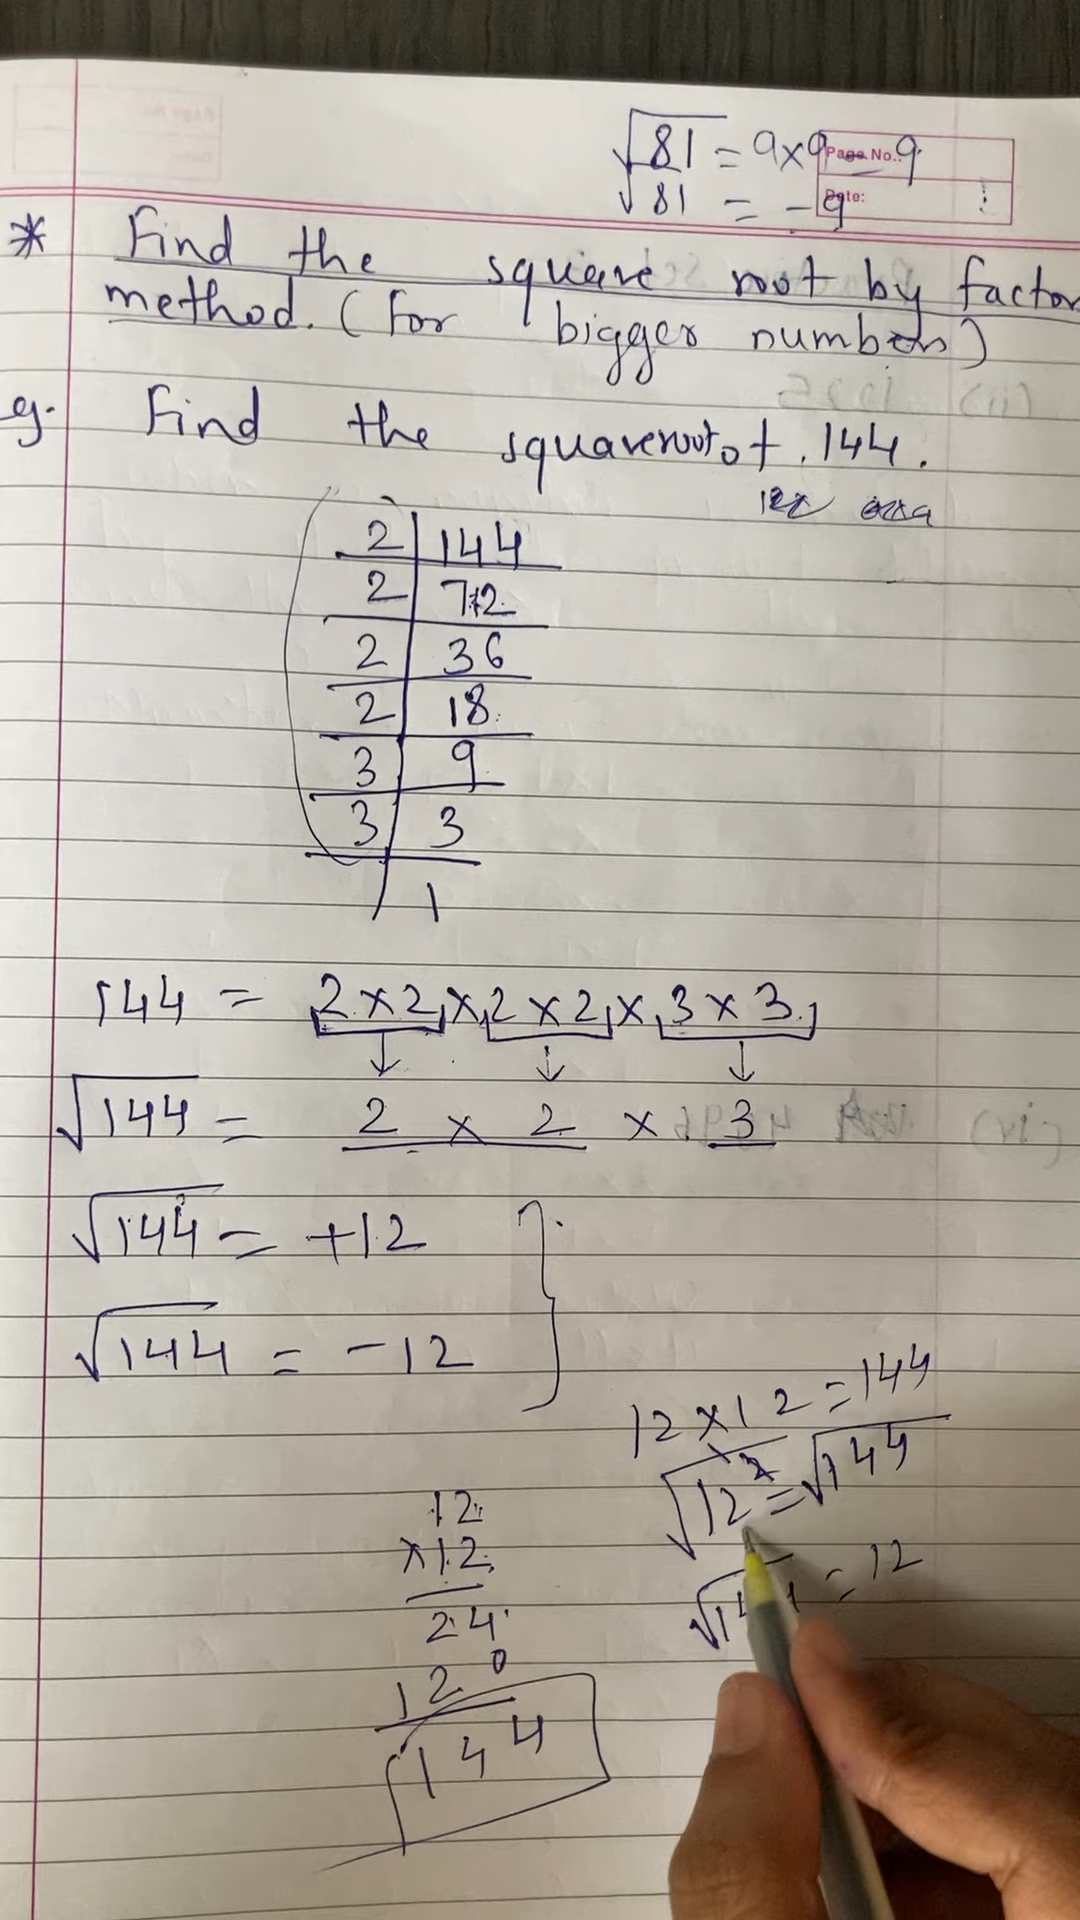 √81 = 9×9 = 9
Page No.:
√81 = -9
Date:
* Find the square root by factor
method. (For bigger numbers)
eg. Find the squareroot of 144.
2 | 144
2 | 72
2 | 36
2 | 18
3 | 9
3 | 3
1
144 = 2 × 2 × 2 × 2 × 3 × 3
√144 = 2 × 2 × 3
√144 = +12
√144 = -12
12 × 12 = 144
√12² = √144
√144 = 12
12
×12
24
120
144